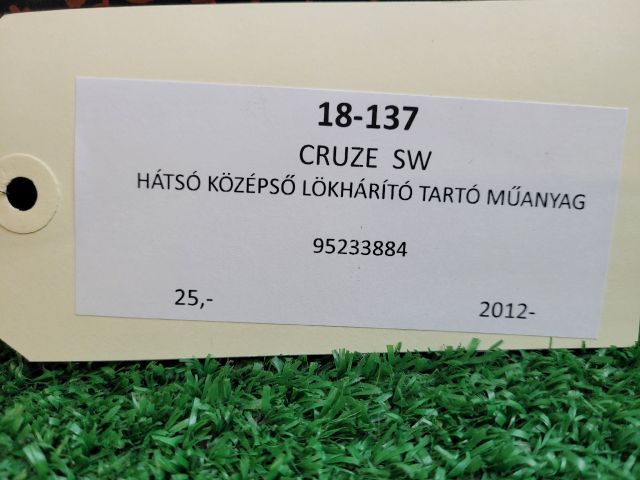 18-137
CRUZE SW
HÁTSÓ KÖZÉPSŐ LÖKHÁRÍTÓ TARTÓ MŰANYAG
95233884
25,- 2012-